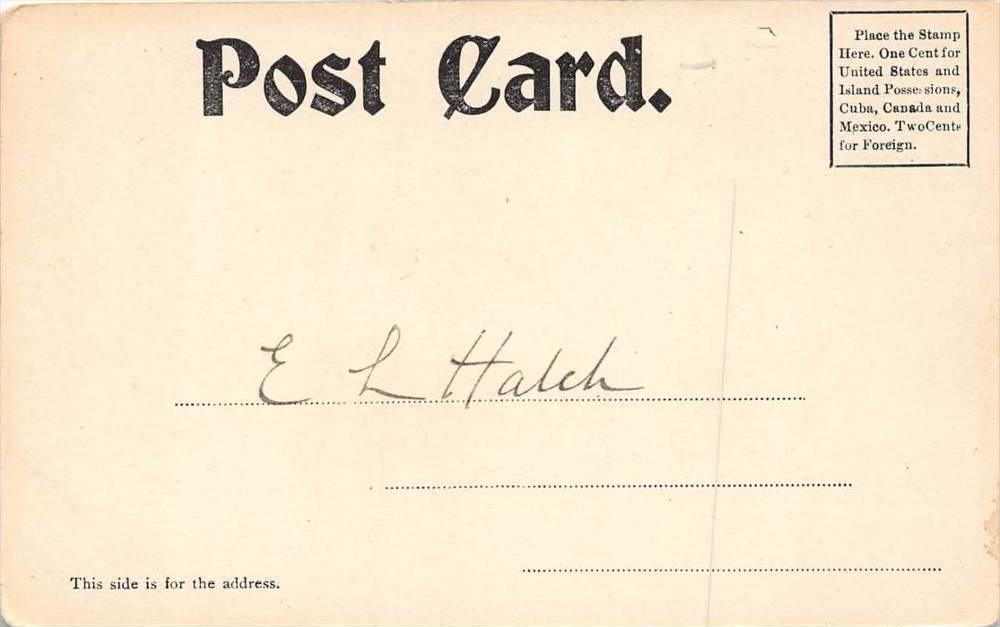 Post Card.
Place the Stamp
Here. One Cent for
United States and
Island Possessions,
Cuba, Canada and
Mexico. Two Cents
for Foreign.
E L Hatch
This side is for the address.